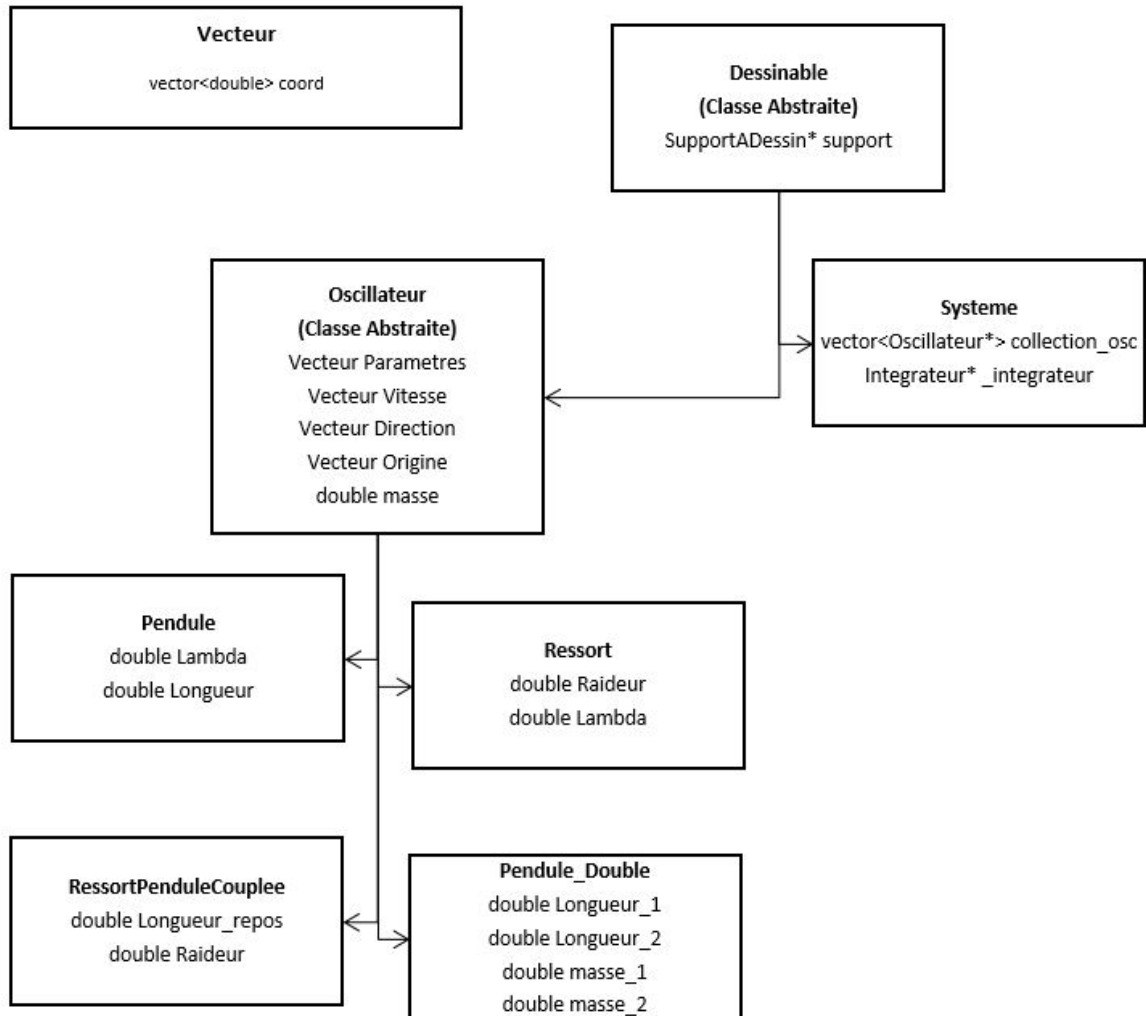 Vecteur
vector<double> coord
Dessinable
(Classe Abstraite)
SupportADessin* support
Oscillateur
(Classe Abstraite)
Vecteur Parametres
Vecteur Vitesse
Vecteur Direction
Vecteur Origine
double masse
Systeme
vector<Oscillateur*> collection_osc
Integrateur* _integrateur
Pendule
double Lambda
double Longueur
Ressort
double Raideur
double Lambda
RessortPenduleCouplee
double Longueur_repos
double Raideur
Pendule_Double
double Longueur_1
double Longueur_2
double masse_1
double masse_2